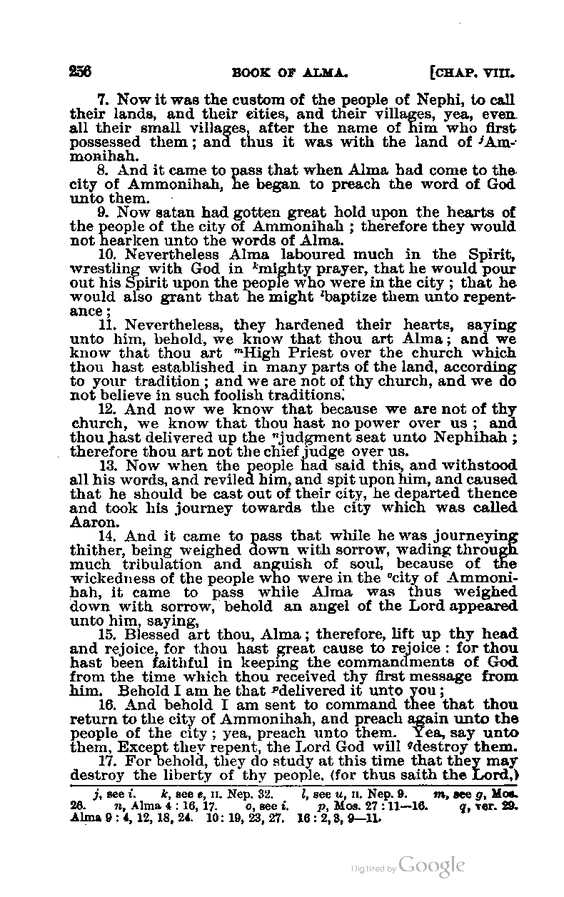 256 BOOK OF ALMA. [CHAP. VIII.
7. Now it was the custom of the people of Nephi, to call
their lands, and their cities, and their villages, yea, even
all their small villages, after the name of him who first
possessed them; and thus it was with the land of ʲAm-
monihah.
8. And it came to pass that when Alma had come to the
city of Ammonihah, he began to preach the word of God
unto them.
9. Now satan had gotten great hold upon the hearts of
the people of the city of Ammonihah; therefore they would
not hearken unto the words of Alma.
10. Nevertheless Alma laboured much in the Spirit,
wrestling with God in ᵏmighty prayer, that he would pour
out his Spirit upon the people who were in the city; that he
would also grant that he might ˡbaptize them unto repent-
ance;
11. Nevertheless, they hardened their hearts, saying
unto him, behold, we know that thou art Alma; and we
know that thou art ᵐHigh Priest over the church which
thou hast established in many parts of the land, according
to your tradition; and we are not of thy church, and we do
not believe in such foolish traditions.
12. And now we know that because we are not of thy
church, we know that thou hast no power over us; and
thou hast delivered up the ⁿjudgment seat unto Nephihah;
therefore thou art not the chief judge over us.
13. Now when the people had said this, and withstood
all his words, and reviled him, and spit upon him, and caused
that he should be cast out of their city, he departed thence
and took his journey towards the city which was called
Aaron.
14. And it came to pass that while he was journeying
thither, being weighed down with sorrow, wading through
much tribulation and anguish of soul, because of the
wickedness of the people who were in the ᵒcity of Ammoni-
hah, it came to pass while Alma was thus weighed
down with sorrow, behold an angel of the Lord appeared
unto him, saying,
15. Blessed art thou, Alma; therefore, lift up thy head
and rejoice, for thou hast great cause to rejoice: for thou
hast been faithful in keeping the commandments of God
from the time which thou received thy first message from
him. Behold I am he that ᵖdelivered it unto you;
16. And behold I am sent to command thee that thou
return to the city of Ammonihah, and preach again unto the
people of the city; yea, preach unto them. Yea, say unto
them, Except they repent, the Lord God will ᑫdestroy them.
17. For behold, they do study at this time that they may
destroy the liberty of thy people, (for thus saith the Lord,)
j, see i. k, see e, II. Nep. 32. l, see u, II. Nep. 9. m, see g, Mos.
26. n, Alma 4:16, 17. o, see i. p, Mos. 27:11—16. q, ver. 29.
Alma 9:4, 12, 18, 24. 10:19, 23, 27. 16:2, 3, 9—11.
Digitized by Google